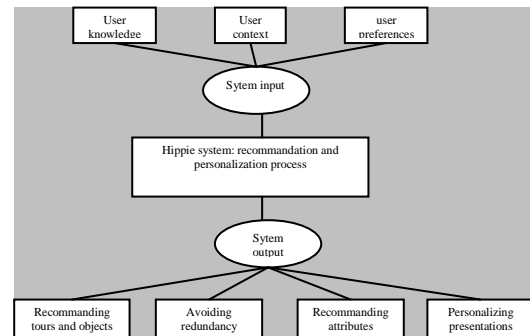 User
knowledge
User
context
user
preferences
Sytem input
Hippie system: recommandation and
personalization process
Sytem
output
Recommanding
tours and objects
Avoiding
redundancy
Recommanding
attributes
Personalizing
presentations